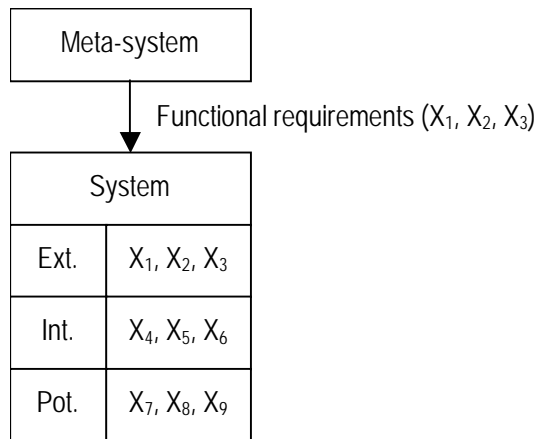 Meta-system
Functional requirements (X₁, X₂, X₃)
System
Ext. X₁, X₂, X₃
Int. X₄, X₅, X₆
Pot. X₇, X₈, X₉